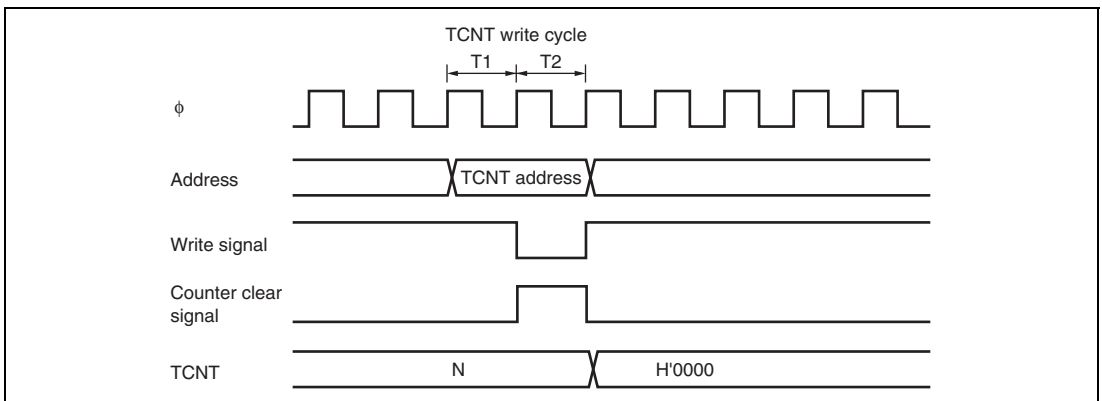 TCNT write cycle
T1 T2
ϕ
Address
TCNT address
Write signal
Counter clear
signal
TCNT
N
H'0000